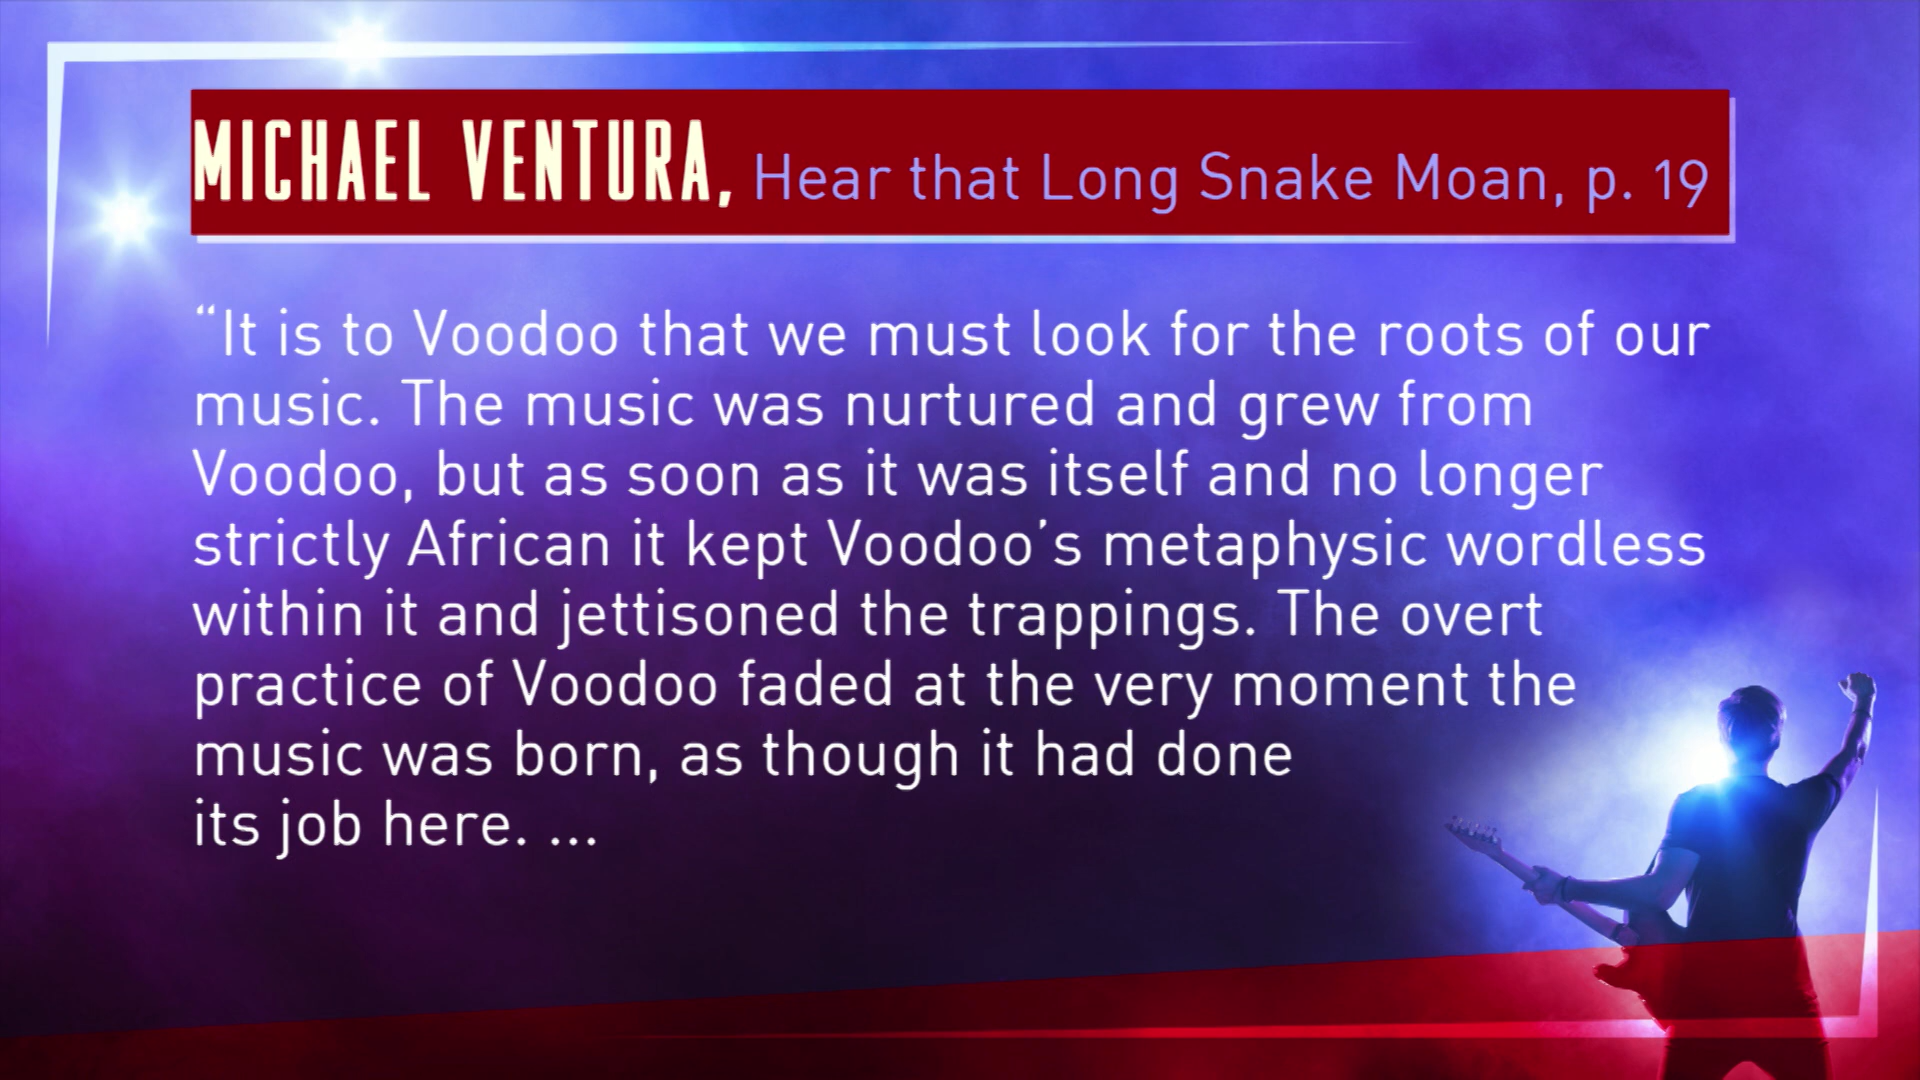 MICHAEL VENTURA, Hear that Long Snake Moan, p. 19
“It is to Voodoo that we must look for the roots of our
music. The music was nurtured and grew from
Voodoo, but as soon as it was itself and no longer
strictly African it kept Voodoo’s metaphysic wordless
within it and jettisoned the trappings. The overt
practice of Voodoo faded at the very moment the
music was born, as though it had done
its job here. ...